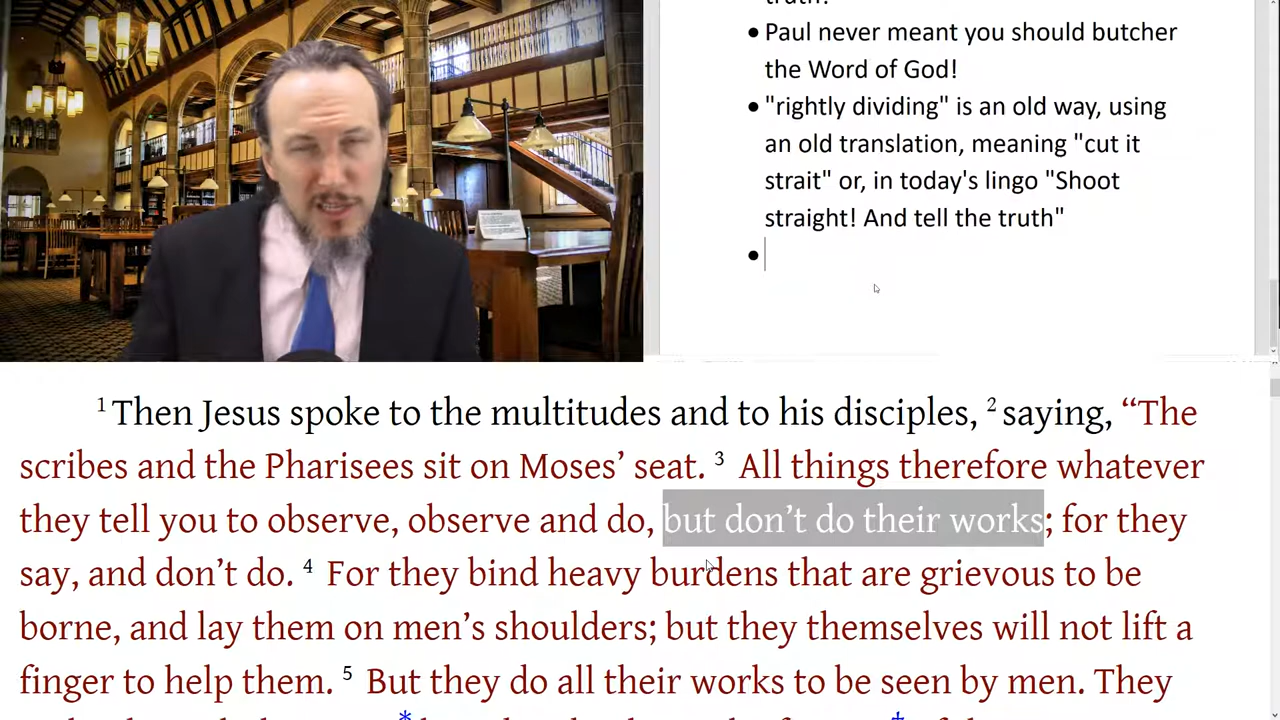 truth?
• Paul never meant you should butcher
the Word of God!
• "rightly dividing" is an old way, using
an old translation, meaning "cut it
strait" or, in today's lingo "Shoot
straight! And tell the truth"
•
1 Then Jesus spoke to the multitudes and to his disciples, 2 saying, “The
scribes and the Pharisees sit on Moses’ seat. 3 All things therefore whatever
they tell you to observe, observe and do, but don’t do their works; for they
say, and don’t do. 4 For they bind heavy burdens that are grievous to be
borne, and lay them on men’s shoulders; but they themselves will not lift a
finger to help them. 5 But they do all their works to be seen by men. They